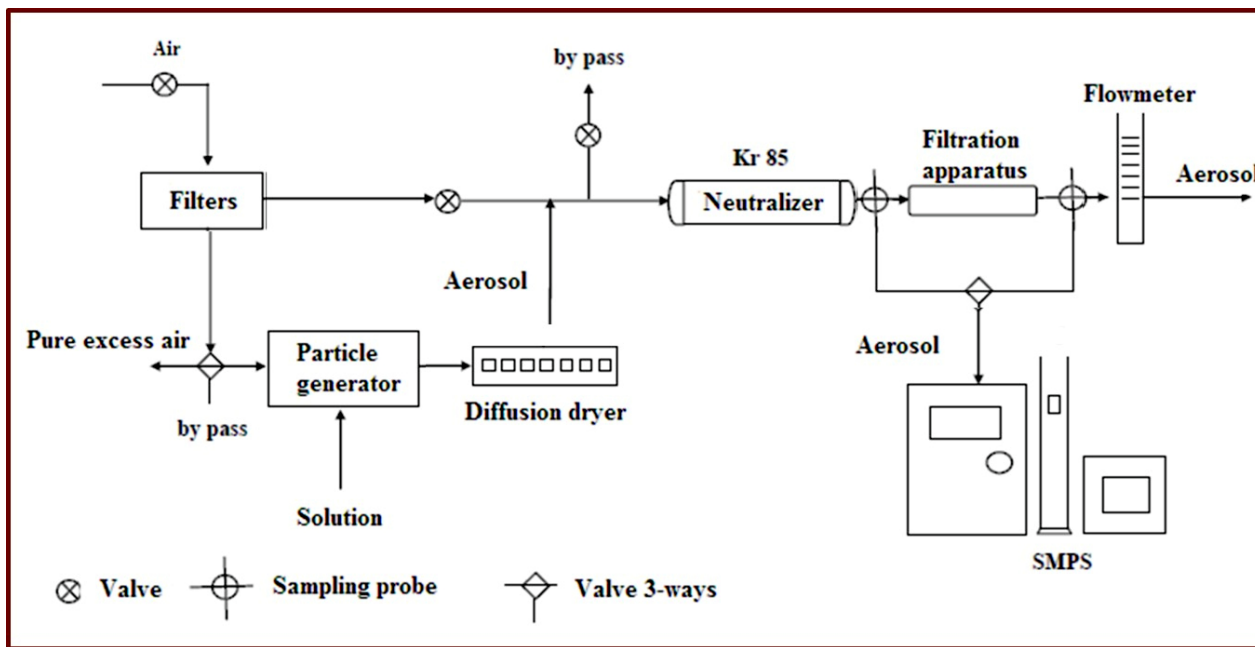 Air
by pass
Flowmeter
Kr 85
Filtration
apparatus
Aerosol
Filters
Neutralizer
Aerosol
Pure excess air
Particle
generator
Aerosol
by pass
Diffusion dryer
Solution
SMPS
Valve
Sampling probe
Valve 3-ways